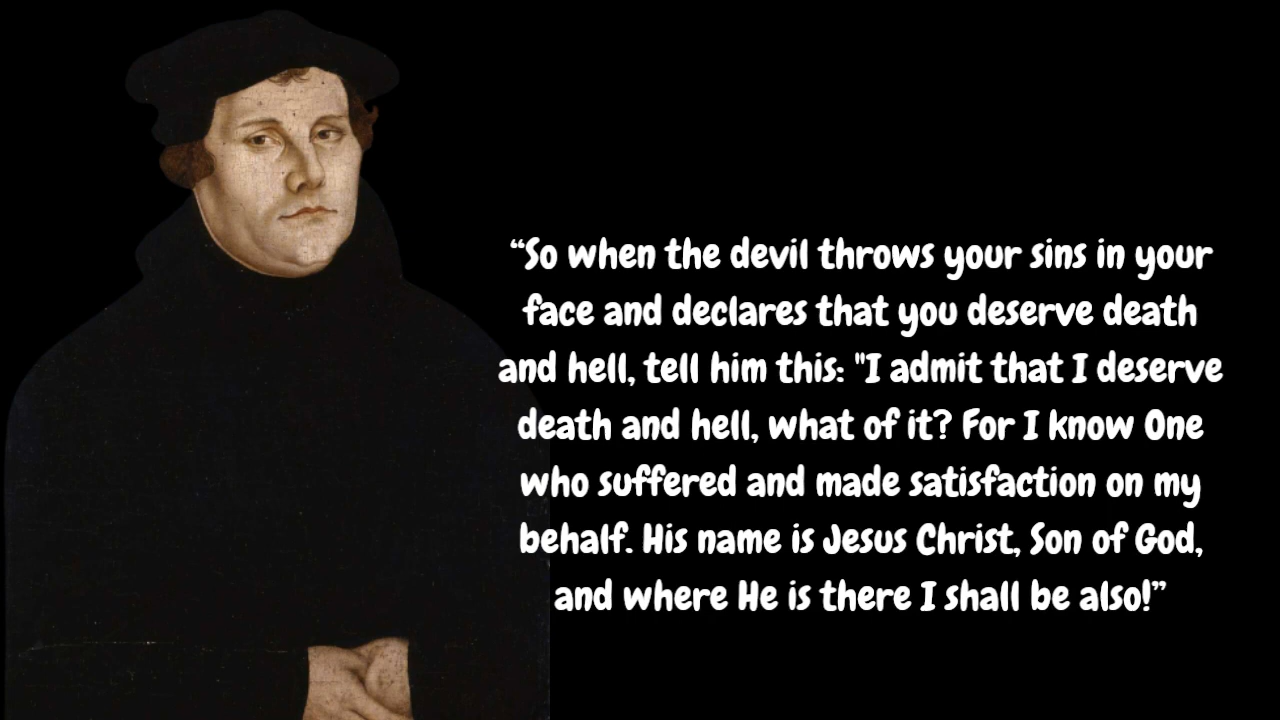 “So when the devil throws your sins in your
face and declares that you deserve death
and hell, tell him this: "I admit that I deserve
death and hell, what of it? For I know One
who suffered and made satisfaction on my
behalf. His name is Jesus Christ, Son of God,
and where He is there I shall be also!”